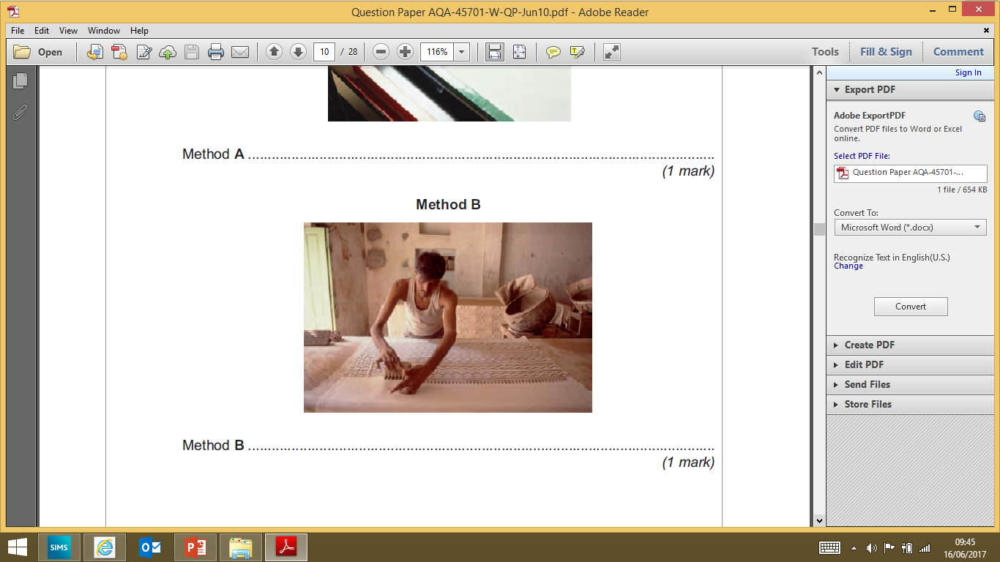 Question Paper AQA-45701-W-QP-Jun10.pdf - Adobe Reader
File Edit View Window Help
Open 10 / 28 116% Tools Fill & Sign Comment
Sign In
Export PDF
Adobe ExportPDF
Convert PDF files to Word or Excel
online.
Select PDF File:
Question Paper AQA-45701-...
1 file / 654 KB
Convert To:
Microsoft Word (*.docx)
Recognize Text in English(U.S.)
Change
Convert
Create PDF
Edit PDF
Send Files
Store Files
Method A ........................................................................................................................
(1 mark)
Method B
Method B ........................................................................................................................
(1 mark)
SIMS
09:45
16/06/2017